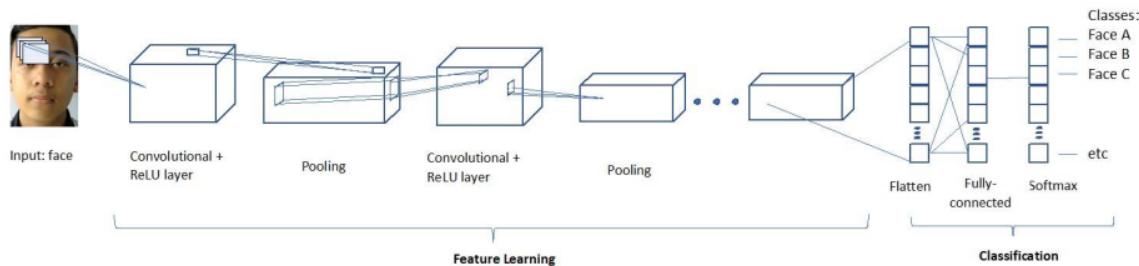 Classes:
Face A
Face B
Face C
etc
Input: face
Convolutional +
ReLU layer
Pooling
Convolutional +
ReLU layer
Pooling
Flatten
Fully-
connected
Softmax
Feature Learning
Classification